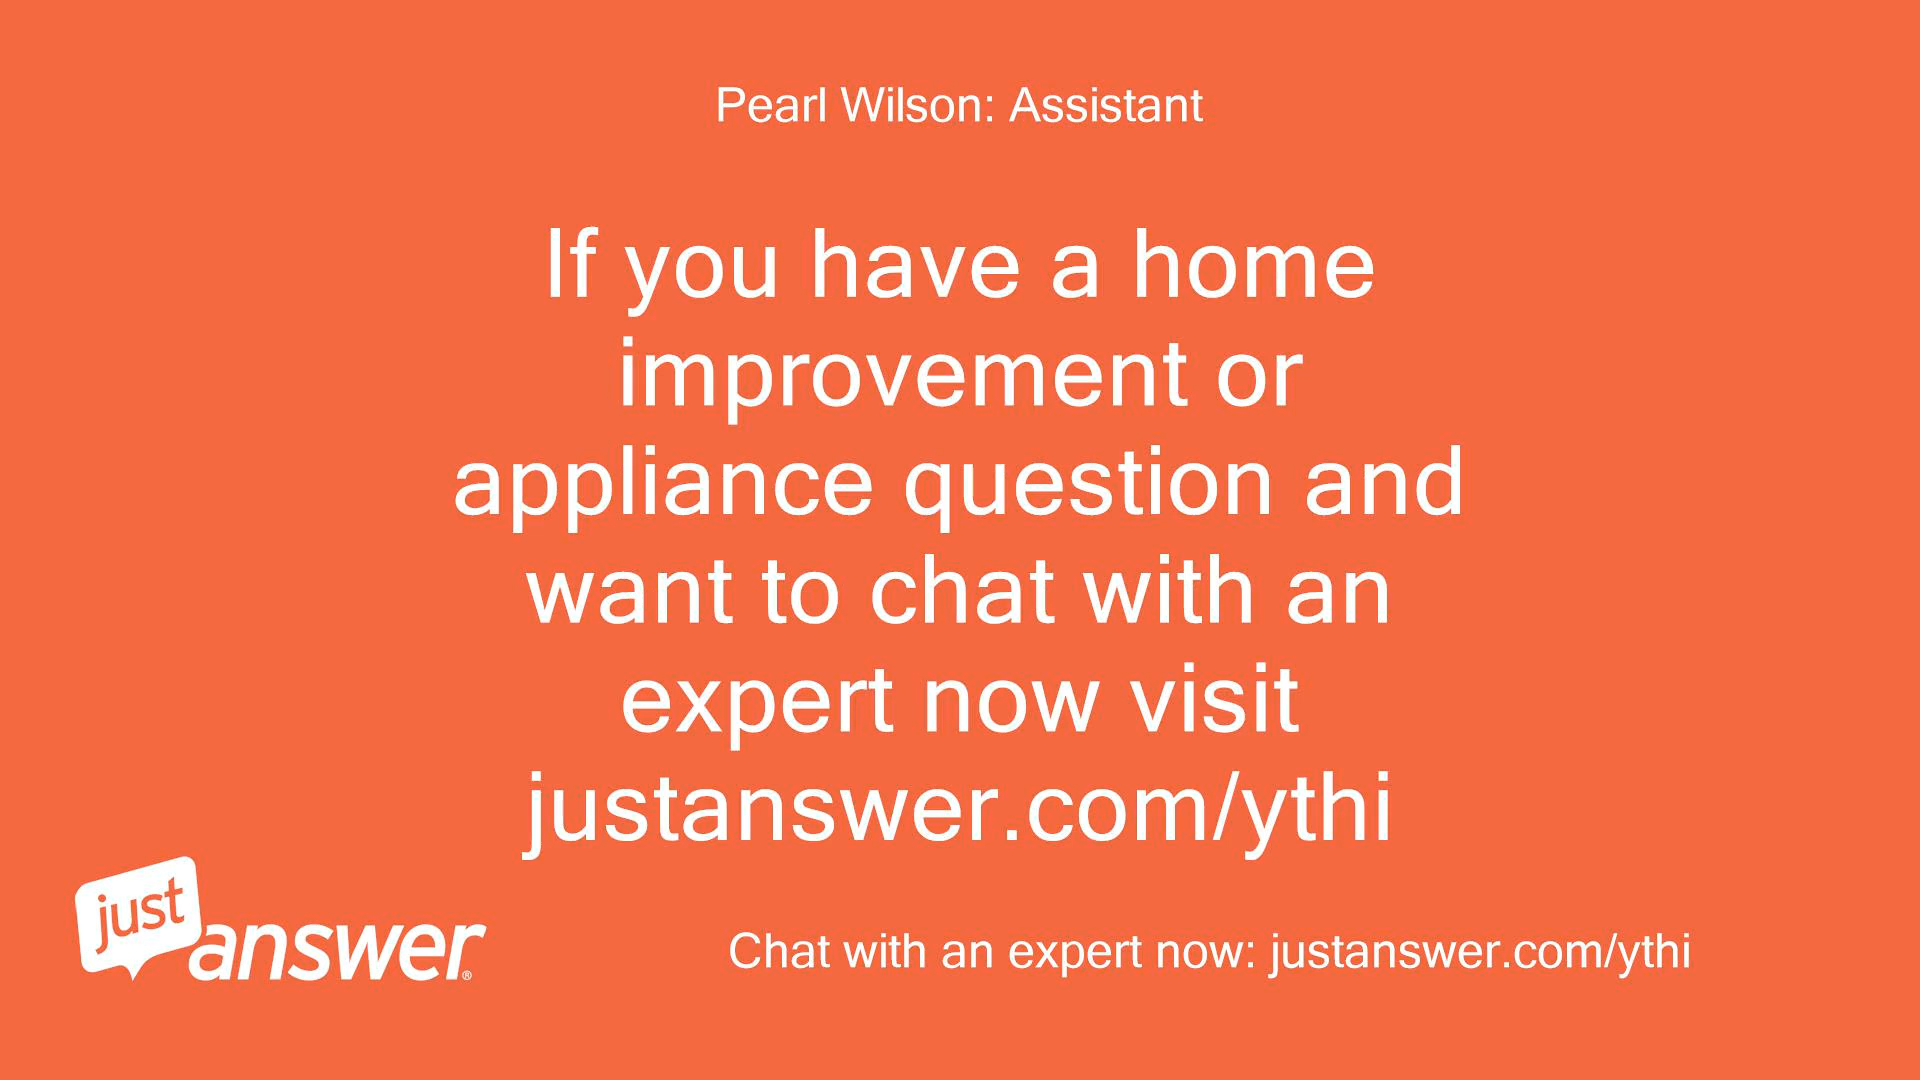 Pearl Wilson: Assistant
If you have a home
improvement or
appliance question and
want to chat with an
expert now visit
justanswer.com/ythi
just
answer®
Chat with an expert now: justanswer.com/ythi